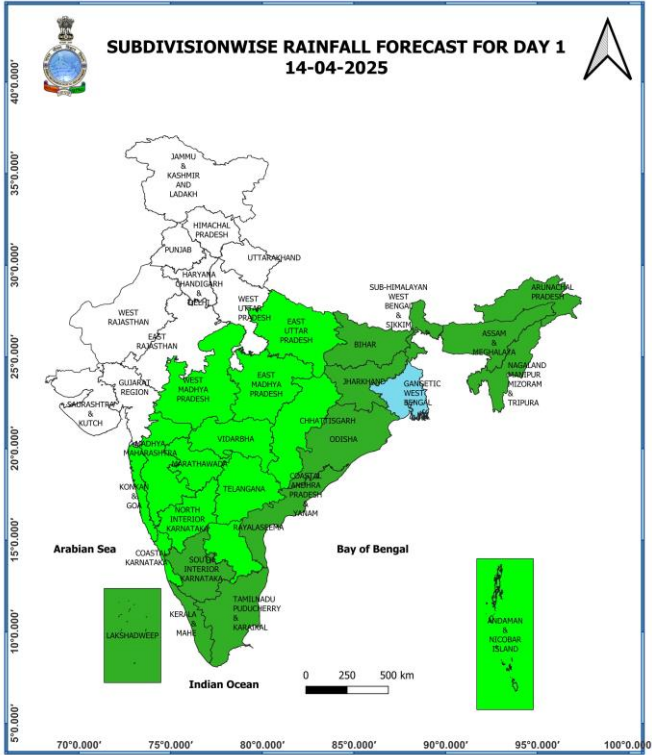 SUBDIVISIONWISE RAINFALL FORECAST FOR DAY 1
14-04-2025
40°0.000'
35°0.000'
30°0.000'
25°0.000'
20°0.000'
15°0.000'
10°0.000'
5°0.000'
JAMMU
&
KASHMIR
AND
LADAKH
HIMACHAL
PRADESH
PUNJAB
UTTARAKHAND
HARYANA
CHANDIGARH
&
DELHI
WEST
RAJASTHAN
EAST
RAJASTHAN
WEST
UTTAR
PRADESH
EAST
UTTAR
PRADESH
SUB-HIMALAYAN
WEST
BENGAL
&
SIKKIM
ARUNACHAL
PRADESH
ASSAM
&
MEGHALAYA
NAGALAND
MANIPUR
MIZORAM
&
TRIPURA
BIHAR
JHARKHAND
GANGETIC
WEST
BENGAL
GUJARAT
REGION
SAURASHTRA
&
KUTCH
WEST
MADHYA
PRADESH
EAST
MADHYA
PRADESH
CHHATTISGARH
ODISHA
VIDARBHA
MADHYA
MAHARASHTRA
MARATHAWADA
KONKAN
&
GOA
TELANGANA
COASTAL
ANDHRA
PRADESH
&
YANAM
NORTH
INTERIOR
KARNATAKA
RAYALASEEMA
COASTAL
KARNATAKA
SOUTH
INTERIOR
KARNATAKA
TAMILNADU
PUDUCHERRY
&
KARAIKAL
KERALA
&
MAHE
LAKSHADWEEP
ANDAMAN
&
NICOBAR
ISLAND
Arabian Sea
Bay of Bengal
Indian Ocean
0 250 500 km
70°0.000' 75°0.000' 80°0.000' 85°0.000' 90°0.000' 95°0.000' 100°0.000'